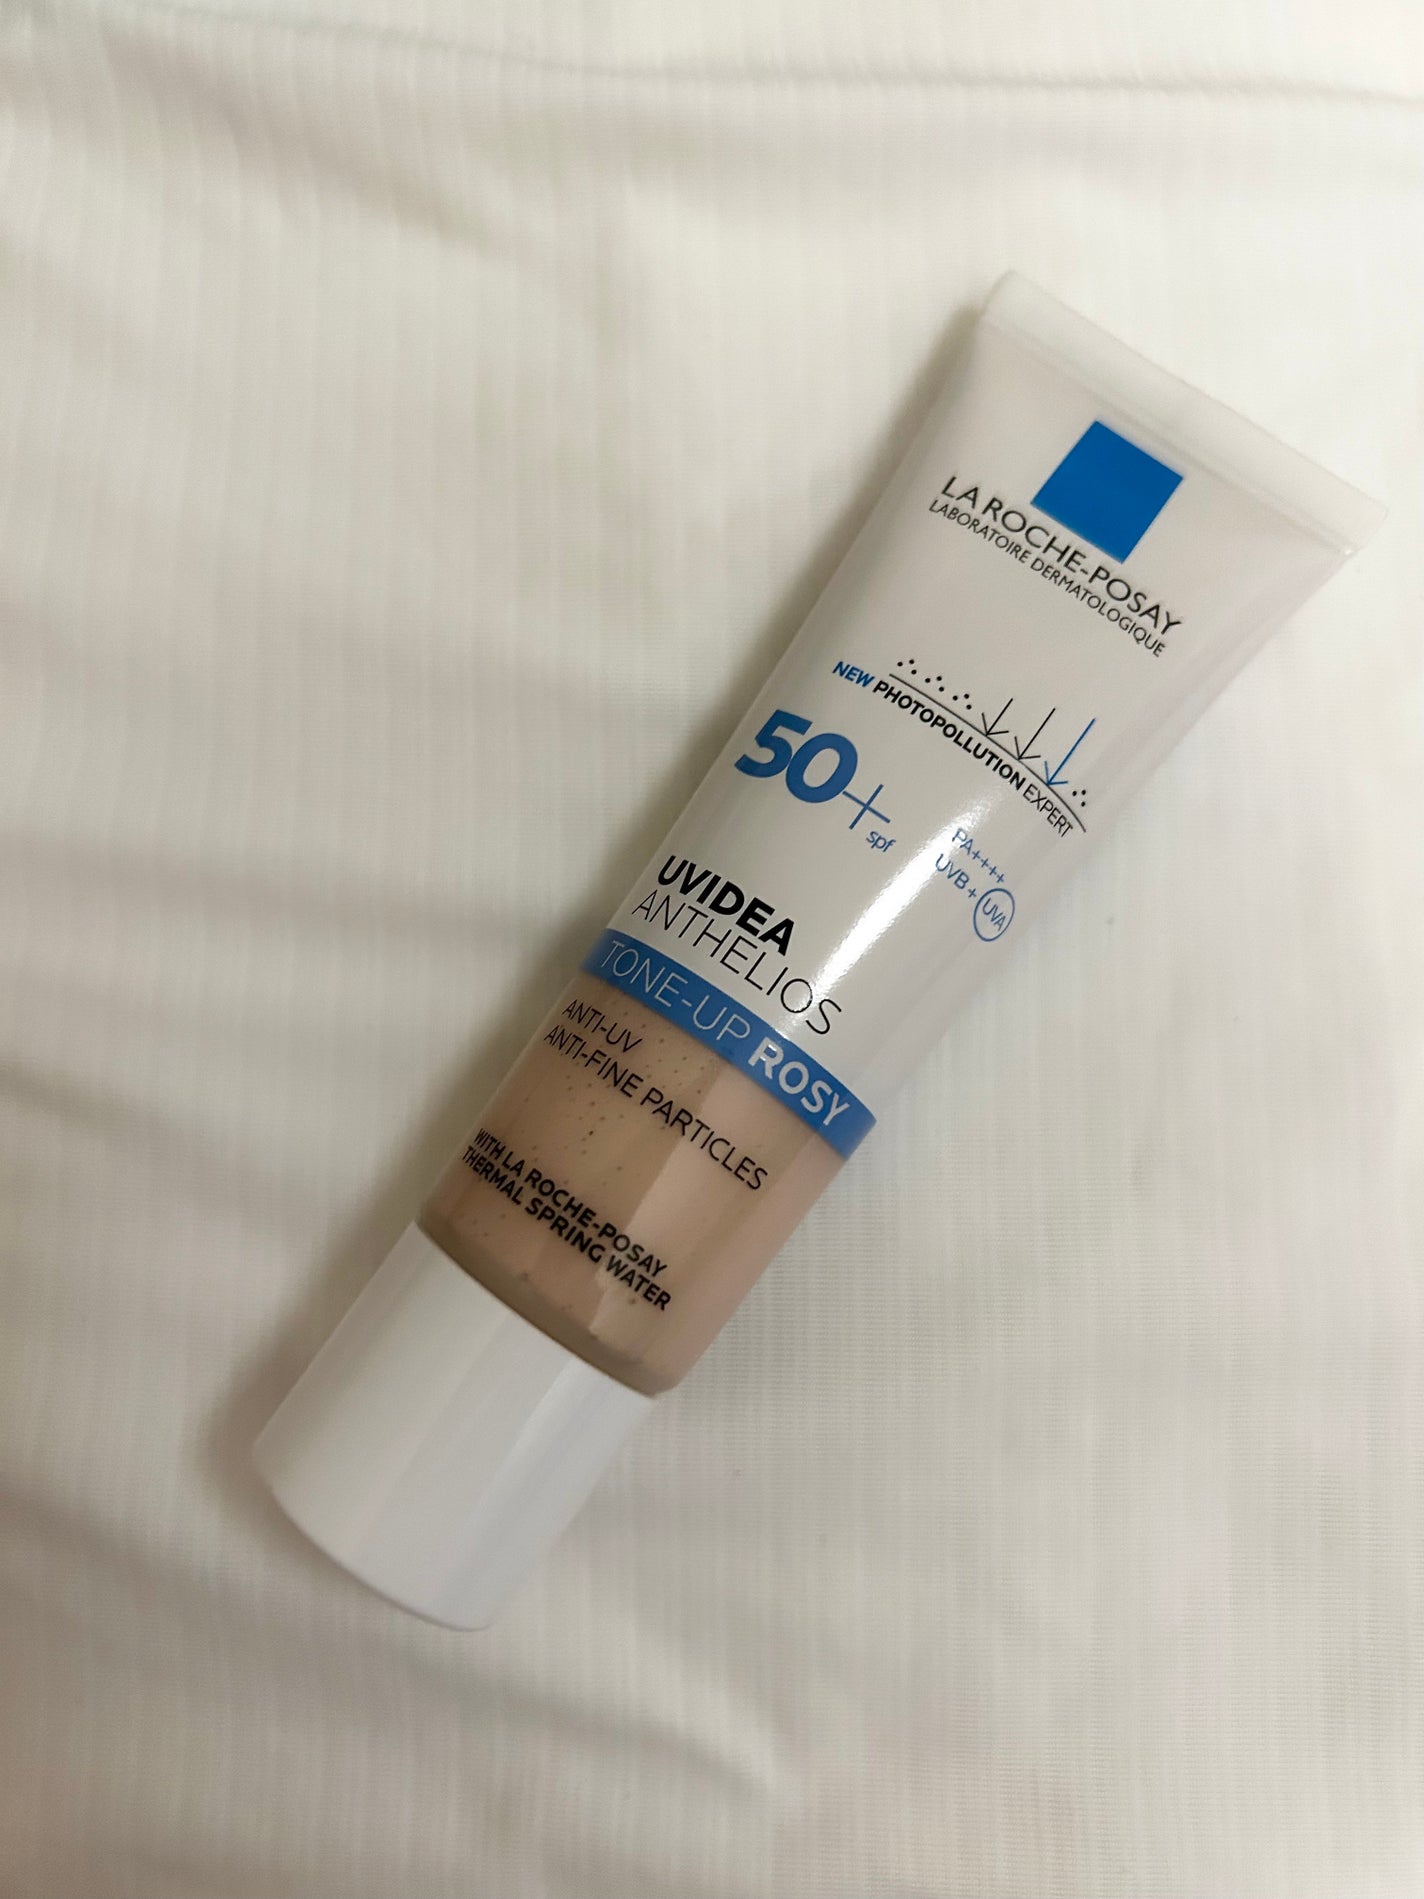 LA ROCHE-POSAY
LABORATOIRE DERMATOLOGIQUE
NEW PHOTOPOLLUTION EXPERT
50+
spf
PA++++
UVB + UVA
UVIDEA
ANTHELIOS
TONE-UP ROSY
ANTI-UV
ANTI-FINE PARTICLES
WITH LA ROCHE-POSAY
THERMAL SPRING WATER